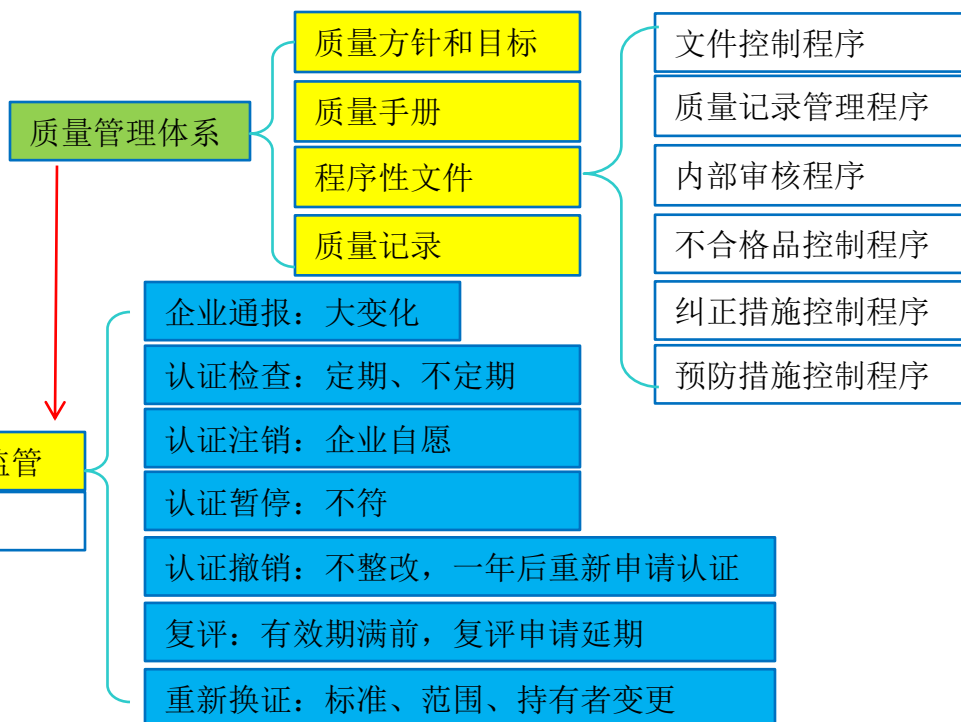 质量管理体系
质量方针和目标
质量手册
程序性文件
质量记录
文件控制程序
质量记录管理程序
内部审核程序
不合格品控制程序
纠正措施控制程序
预防措施控制程序
监管
企业通报：大变化
认证检查：定期、不定期
认证注销：企业自愿
认证暂停：不符
认证撤销：不整改，一年后重新申请认证
复评：有效期满前，复评申请延期
重新换证：标准、范围、持有者变更